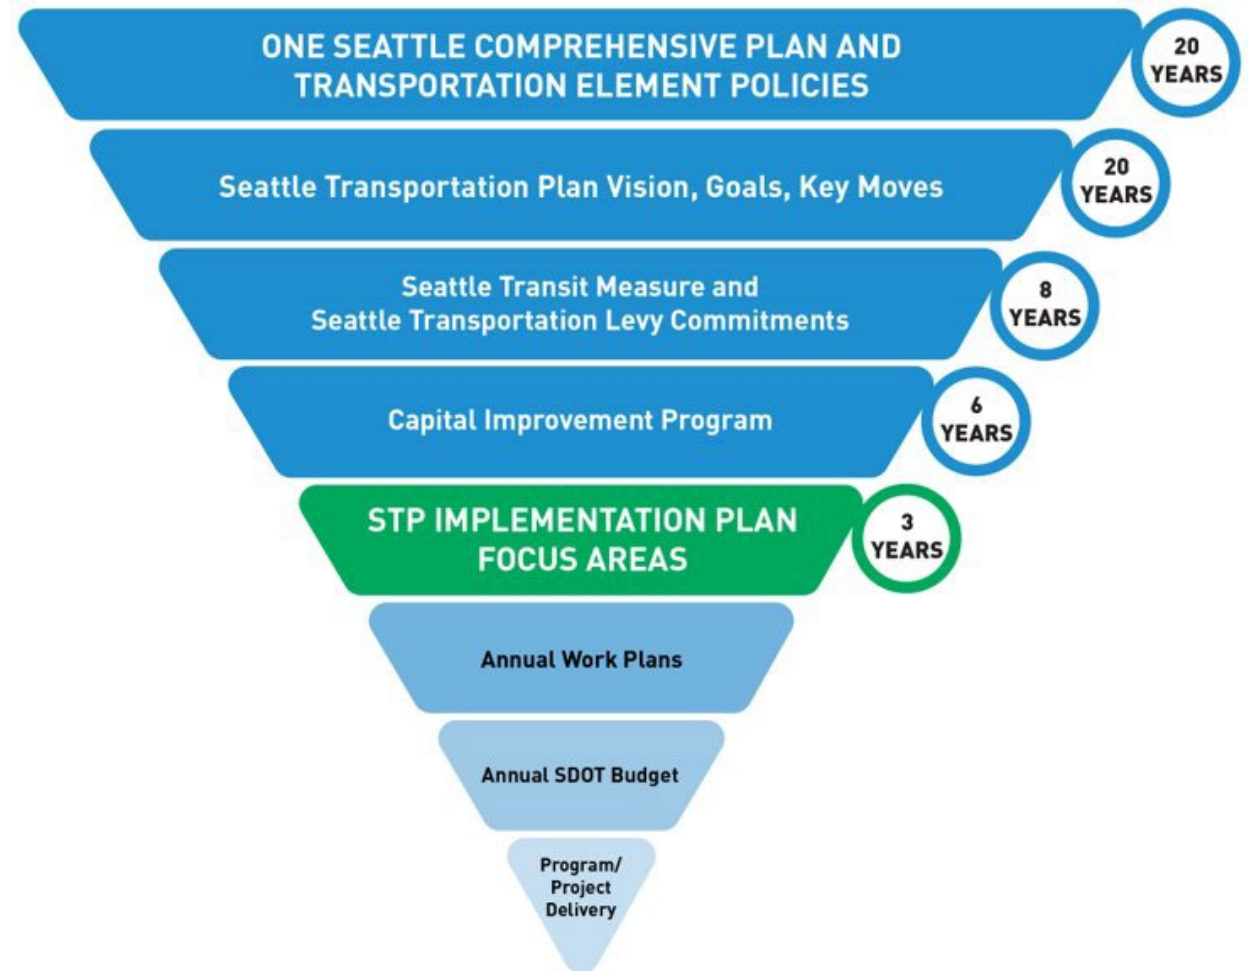 ONE SEATTLE COMPREHENSIVE PLAN AND
TRANSPORTATION ELEMENT POLICIES
20
YEARS
Seattle Transportation Plan Vision, Goals, Key Moves
20
YEARS
Seattle Transit Measure and
Seattle Transportation Levy Commitments
8
YEARS
Capital Improvement Program
6
YEARS
STP IMPLEMENTATION PLAN
FOCUS AREAS
3
YEARS
Annual Work Plans
Annual SDOT Budget
Program/
Project
Delivery